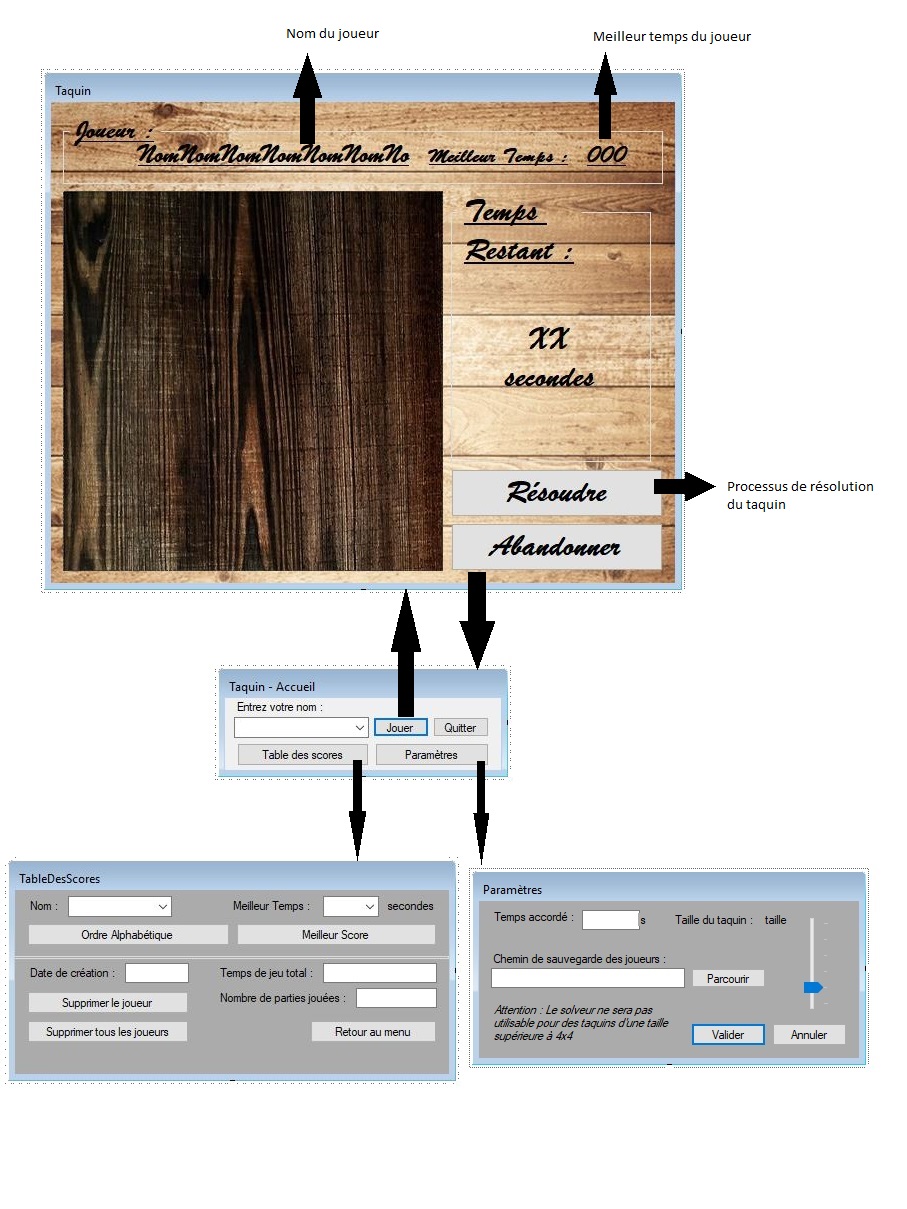 Nom du joueur
Meilleur temps du joueur
Taquin
Joueur :
NomNomNomNomNomNomNo Meilleur Temps : 000
Temps
Restant :
XX
secondes
Résoudre
Processus de résolution
du taquin
Abandonner
Taquin - Accueil
Entrez votre nom :
Jouer Quitter
Table des scores Paramètres
TableDesScores
Nom : Meilleur Temps : secondes
Ordre Alphabétique Meilleur Score
Date de création : Temps de jeu total :
Supprimer le joueur Nombre de parties jouées :
Supprimer tous les joueurs Retour au menu
Paramètres
Temps accordé : s Taille du taquin : taille
Chemin de sauvegarde des joueurs :
Parcourir
Attention : Le solveur ne sera pas
utilisable pour des taquins d'une taille
supérieure à 4x4
Valider Annuler